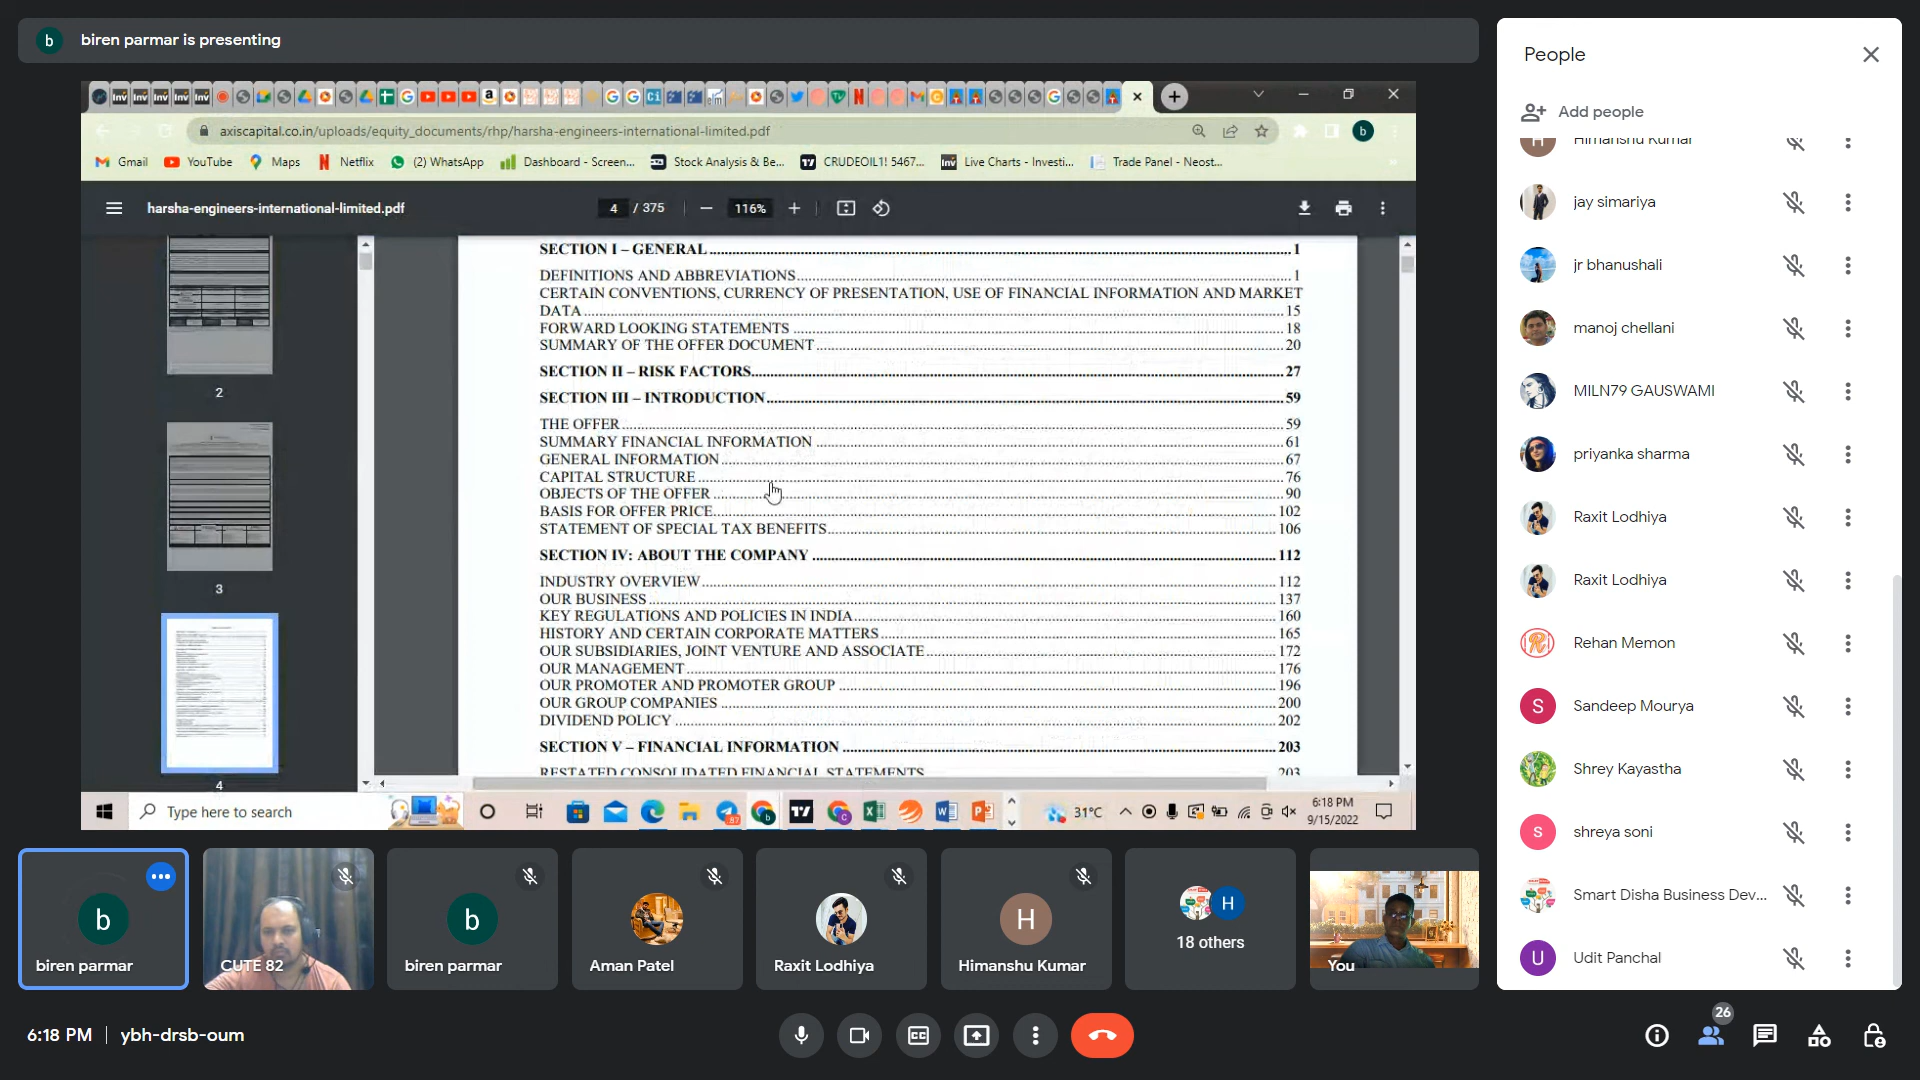 b
biren parmar is presenting
axiscapital.co.in/uploads/equity_documents/rhp/harsha-engineers-international-limited.pdf
b
Gmail
YouTube
Maps
Netflix
(2) WhatsApp
Dashboard - Screen...
Stock Analysis & Be...
CRUDEOIL1! 5467...
Live Charts - Investi...
Trade Panel - Neost...
harsha-engineers-international-limited.pdf
4 / 375
116%
2
3
4
SECTION I – GENERAL 1
DEFINITIONS AND ABBREVIATIONS 1
CERTAIN CONVENTIONS, CURRENCY OF PRESENTATION, USE OF FINANCIAL INFORMATION AND MARKET
DATA 15
FORWARD LOOKING STATEMENTS 18
SUMMARY OF THE OFFER DOCUMENT 20
SECTION II – RISK FACTORS 27
SECTION III – INTRODUCTION 59
THE OFFER 59
SUMMARY FINANCIAL INFORMATION 61
GENERAL INFORMATION 67
CAPITAL STRUCTURE 76
OBJECTS OF THE OFFER 90
BASIS FOR OFFER PRICE 102
STATEMENT OF SPECIAL TAX BENEFITS 106
SECTION IV: ABOUT THE COMPANY 112
INDUSTRY OVERVIEW 112
OUR BUSINESS 137
KEY REGULATIONS AND POLICIES IN INDIA 160
HISTORY AND CERTAIN CORPORATE MATTERS 165
OUR SUBSIDIARIES, JOINT VENTURE AND ASSOCIATE 172
OUR MANAGEMENT 176
OUR PROMOTER AND PROMOTER GROUP 196
OUR GROUP COMPANIES 200
DIVIDEND POLICY 202
SECTION V – FINANCIAL INFORMATION 203
RESTATED CONSOLIDATED FINANCIAL STATEMENTS 203
Type here to search
31°C
6:18 PM
9/15/2022
b
biren parmar
CUTE 82
b
biren parmar
Aman Patel
Raxit Lodhiya
H
Himanshu Kumar
H
18 others
You
6:18 PM | ybh-drsb-oum
26
People
Add people
Himanshu Kumar
jay simariya
jr bhanushali
manoj chellani
MILN79 GAUSWAMI
priyanka sharma
Raxit Lodhiya
Raxit Lodhiya
Rehan Memon
S
Sandeep Mourya
Shrey Kayastha
s
shreya soni
Smart Disha Business Dev...
U
Udit Panchal